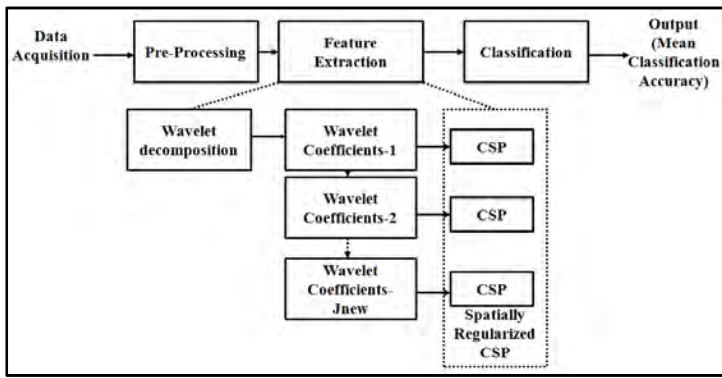 Data
Acquisition
Pre-Processing
Feature
Extraction
Classification
Output
(Mean
Classification
Accuracy)
Wavelet
decomposition
Wavelet
Coefficients-1
CSP
Wavelet
Coefficients-2
CSP
Wavelet
Coefficients-
Jnew
CSP
Spatially
Regularized
CSP